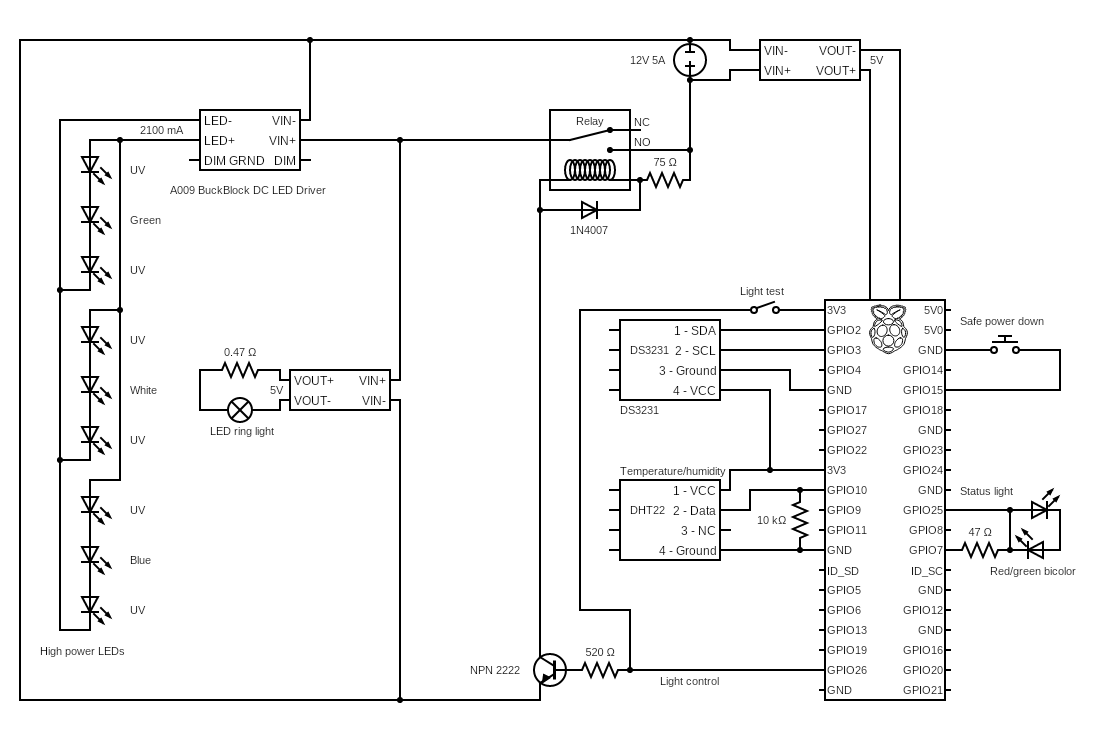 12V 5A
VIN-
VOUT-
VIN+
VOUT+
5V
2100 mA
LED-
VIN-
LED+
VIN+
DIM GRND
DIM
A009 BuckBlock DC LED Driver
Relay
NC
NO
75 Ω
1N4007
UV
Green
UV
UV
White
UV
UV
Blue
UV
High power LEDs
0.47 Ω
5V
VOUT+
VIN+
VOUT-
VIN-
LED ring light
Light test
DS3231
1 - SDA
2 - SCL
3 - Ground
4 - VCC
DS3231
Temperature/humidity
DHT22
1 - VCC
2 - Data
3 - NC
4 - Ground
10 kΩ
NPN 2222
520 Ω
Light control
3V3
GPIO2
GPIO3
GPIO4
GND
GPIO17
GPIO27
GPIO22
3V3
GPIO10
GPIO9
GPIO11
GND
ID_SD
GPIO5
GPIO6
GPIO13
GPIO19
GPIO26
GND
5V0
5V0
GND
GPIO14
GPIO15
GPIO18
GND
GPIO23
GPIO24
GND
GPIO25
GPIO8
GPIO7
ID_SC
GND
GPIO12
GND
GPIO16
GPIO20
GPIO21
Safe power down
Status light
47 Ω
Red/green bicolor